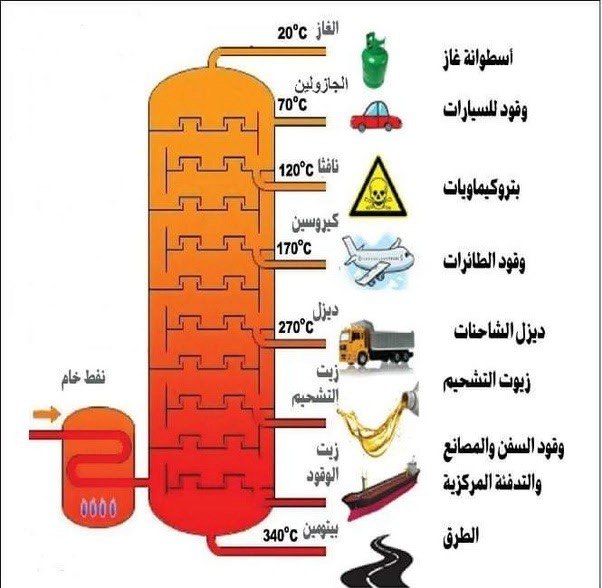 20°C الغاز
أسطوانة غاز
الجازولين
70°C
وقود للسيارات
120°C نافثا
بتروكيماويات
كيروسين
170°C
وقود الطائرات
ديزل
270°C
ديزل الشاحنات
نفط خام
زيت
التشحيم
زيوت التشحيم
زيت
الوقود
وقود السفن والمصانع
والتدفئة المركزية
340°C بيتومين
الطرق